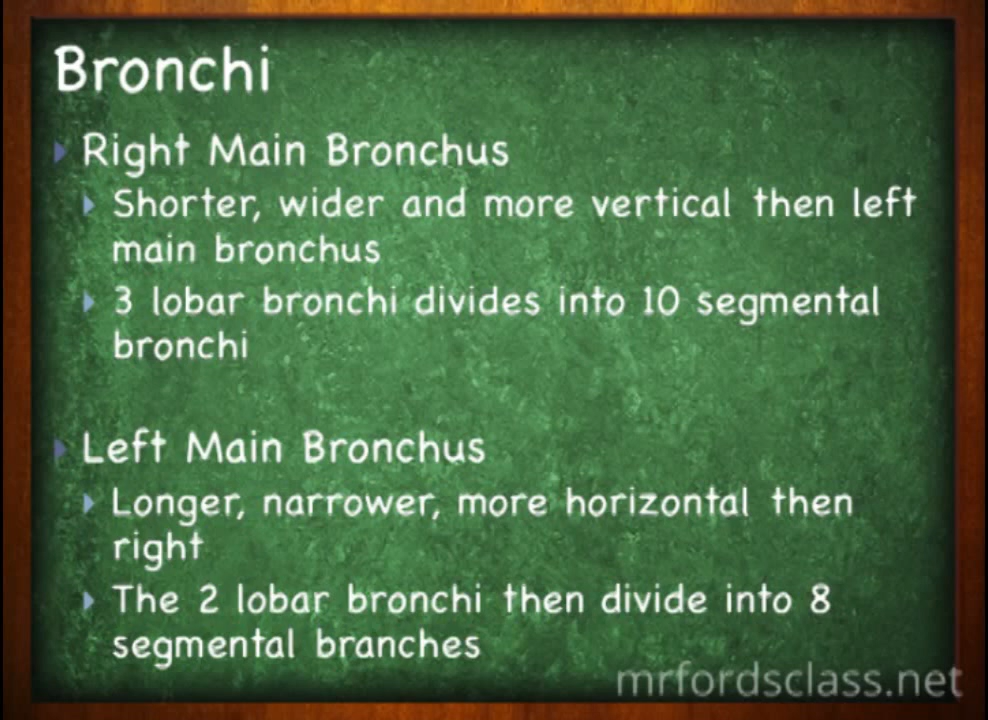 Bronchi
Right Main Bronchus
Shorter, wider and more vertical then left
main bronchus
3 lobar bronchi divides into 10 segmental
bronchi
Left Main Bronchus
Longer, narrower, more horizontal then
right
The 2 lobar bronchi then divide into 8
segmental branches
mrfordsclass.net